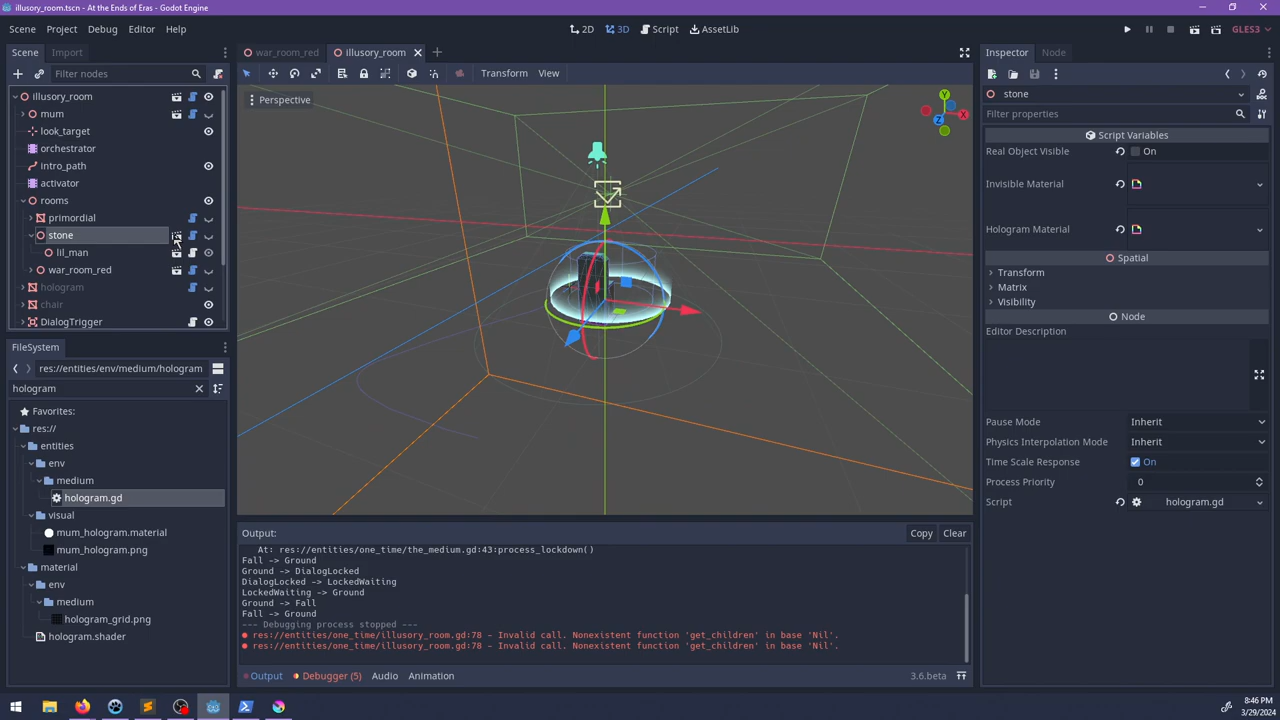 illusory_room.tscn - At the Ends of Eras - Godot Engine
Scene Project Debug Editor Help
2D 3D Script AssetLib
GLES3
Scene Import
Filter nodes
illusory_room
mum
look_target
orchestrator
Intro_path
activator
rooms
primordial
stone
lil_man
war_room_red
hologram
chair
DialogTrigger
FileSystem
res://entities/env/medium/hologram
hologram
Favorites:
res://
entities
env
medium
hologram.gd
visual
mum_hologram.material
mum_hologram.png
material
env
medium
hologram_grid.png
hologram.shader
war_room_red illusory_room
Transform View
Perspective
Y
X
Z
Output:
Copy Clear
At: res://entities/one_time/the_medium.gd:43:process_lockdown()
Fall -> Ground
Ground -> DialogLocked
DialogLocked -> LockedWaiting
LockedWaiting -> Ground
Ground -> Fall
Fall -> Ground
--- Debugging process stopped ---
res://entities/one_time/illusory_room.gd:78 - Invalid call. Nonexistent function 'get_children' in base 'Nil'.
res://entities/one_time/illusory_room.gd:78 - Invalid call. Nonexistent function 'get_children' in base 'Nil'.
Output Debugger (5) Audio Animation
3.6.beta
Inspector Node
stone
Filter properties
Script Variables
Real Object Visible On
Invisible Material
Hologram Material
Spatial
Transform
Matrix
Visibility
Node
Editor Description
Pause Mode Inherit
Physics Interpolation Mode Inherit
Time Scale Response On
Process Priority 0
Script hologram.gd
8:46 PM
3/29/2024